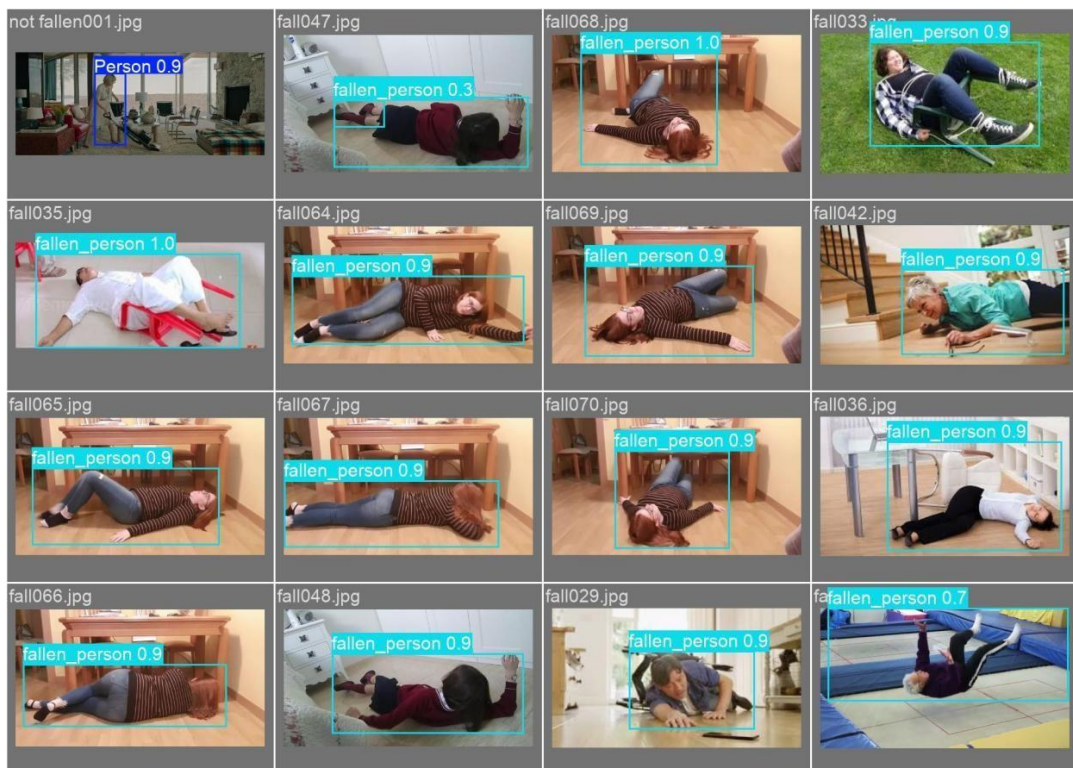 not fallen001.jpg
Person 0.9
fall047.jpg
fallen_person 0.3
fall068.jpg
fallen_person 1.0
fall033.jpg
fallen_person 0.9
fall035.jpg
fallen_person 1.0
fall064.jpg
fallen_person 0.9
fall069.jpg
fallen_person 0.9
fall042.jpg
fallen_person 0.9
fall065.jpg
fallen_person 0.9
fall067.jpg
fallen_person 0.9
fall070.jpg
fallen_person 0.9
fall036.jpg
fallen_person 0.9
fall066.jpg
fallen_person 0.9
fall048.jpg
fallen_person 0.9
fall029.jpg
fallen_person 0.9
fallen_person 0.7